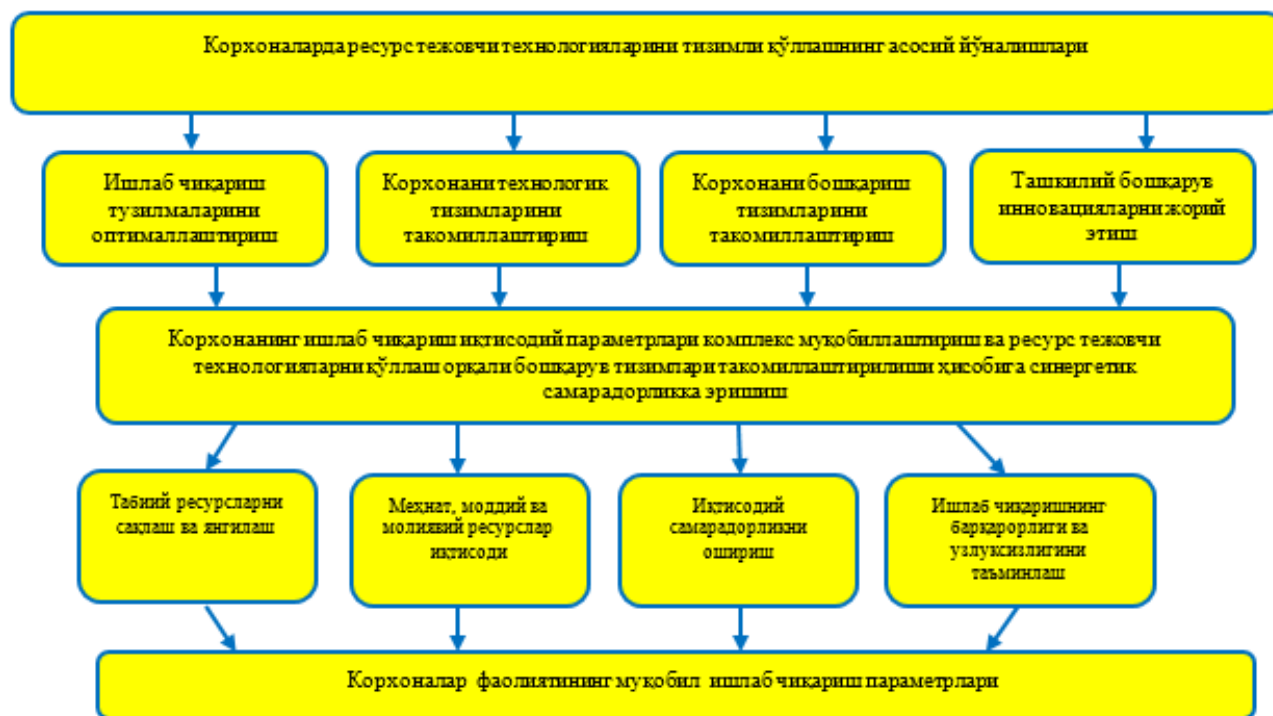 Корхоналарда ресурс тежовчи технологияларини тизимли қўллашнинг асосий йўналишлари
Ишлаб чиқариш
тузилмаларини
оптималлаштириш
Корхонани технологик
тизимларини
такомиллаштириш
Корхонани бошқариш
тизимларини
такомиллаштириш
Ташкилий бошқарув
инновацияларни жорий
этиш
Корхонанинг ишлаб чиқариш иқтисодий параметрлари комплекс муқобиллаштириш ва ресурс тежовчи
технологияларни қўллаш орқали бошқарув тизимлари такомиллаштирилиши ҳисобига синергетик
самарадорликка эришиш
Табиий ресурсларни
сақлаш ва янгилаш
Меҳнат, моддий ва
молиявий ресурслар
иқтисоди
Иқтисодий
самарадорликни
ошириш
Ишлаб чиқаришнинг
барқарорлиги ва
узлуксизлигини
таъминлаш
Корхоналар фаолиятининг муқобил ишлаб чиқариш параметрлари